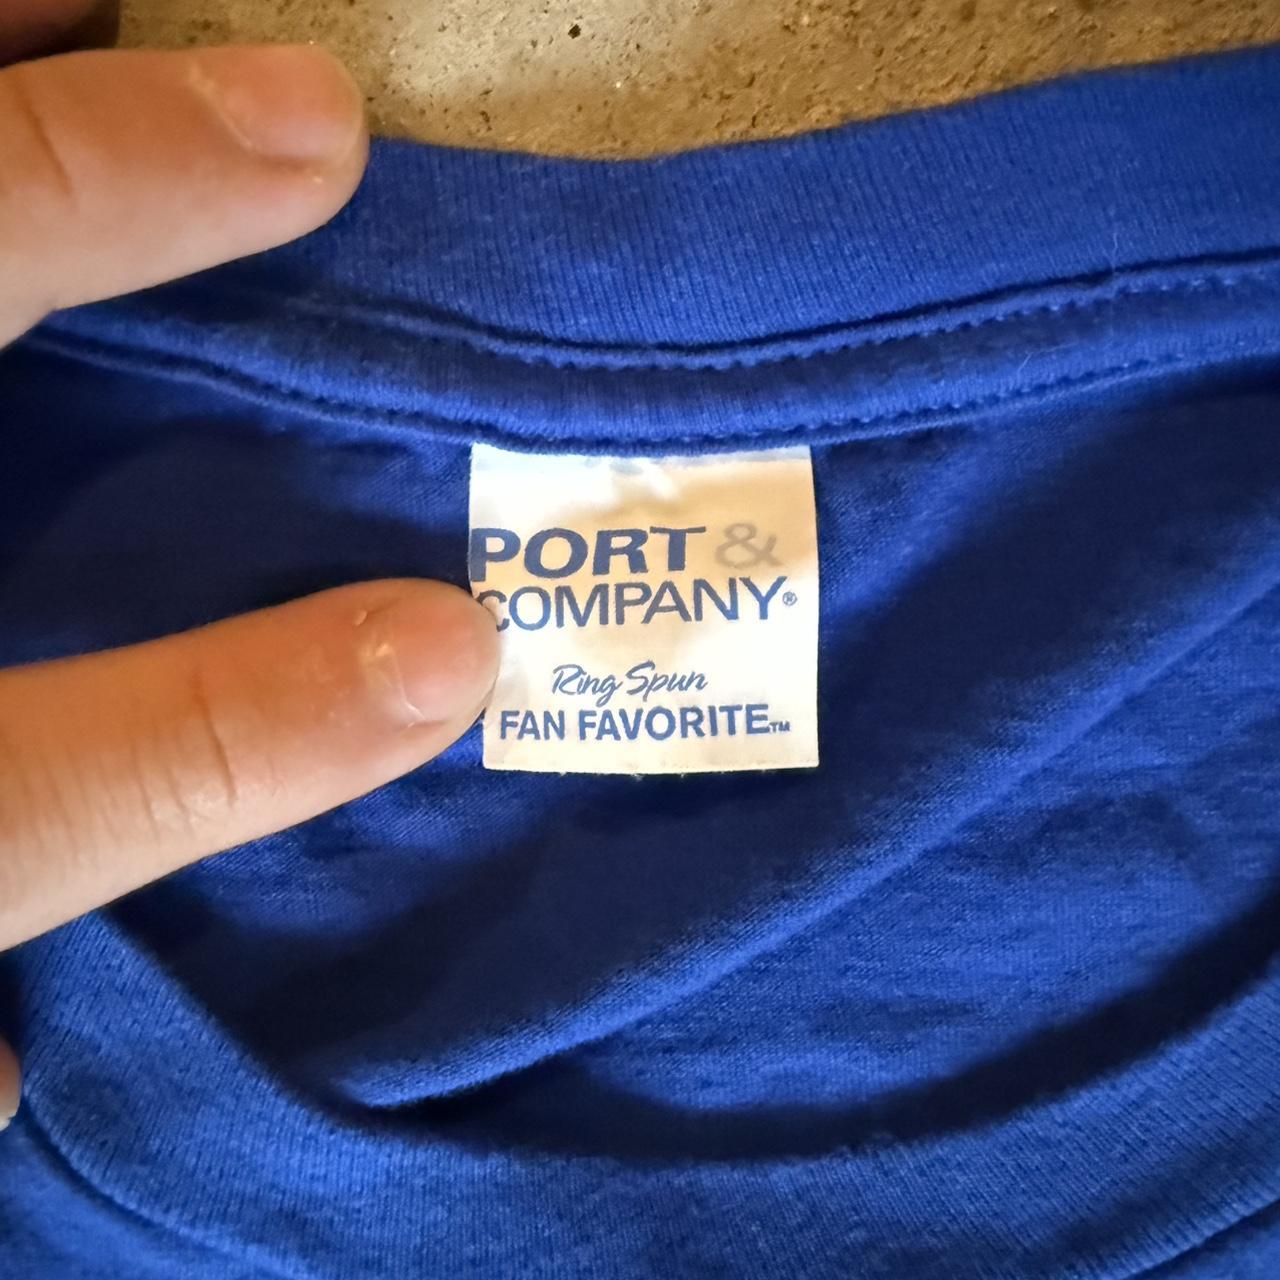 PORT &
COMPANY®
Ring Spun
FAN FAVORITE™